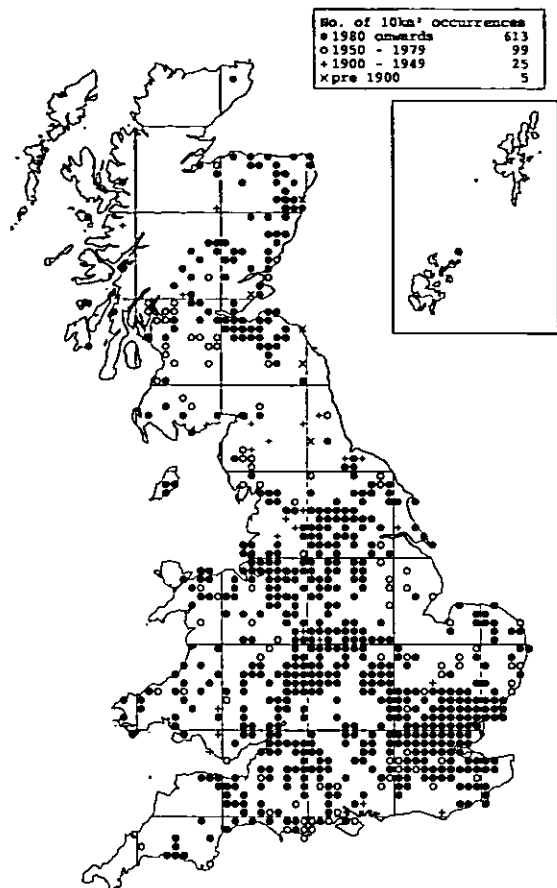 No. of 10km² occurrences
● 1980 onwards 613
○ 1950 - 1979 99
+ 1900 - 1949 25
× pre 1900 5